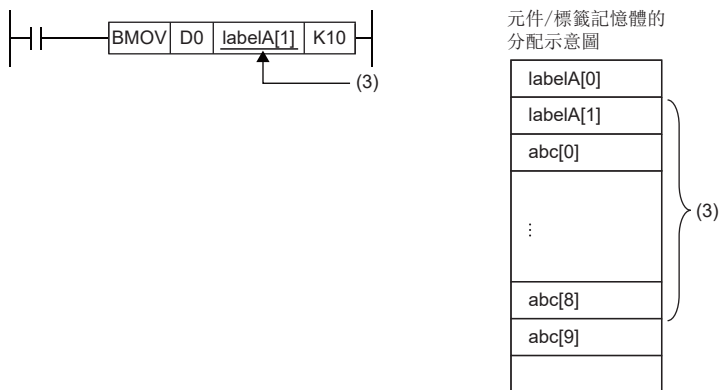 BMOV D0 labelA[1] K10
(3)
元件/標籤記憶體的
分配示意圖
labelA[0]
labelA[1]
abc[0]
⋮
abc[8]
abc[9]
(3)